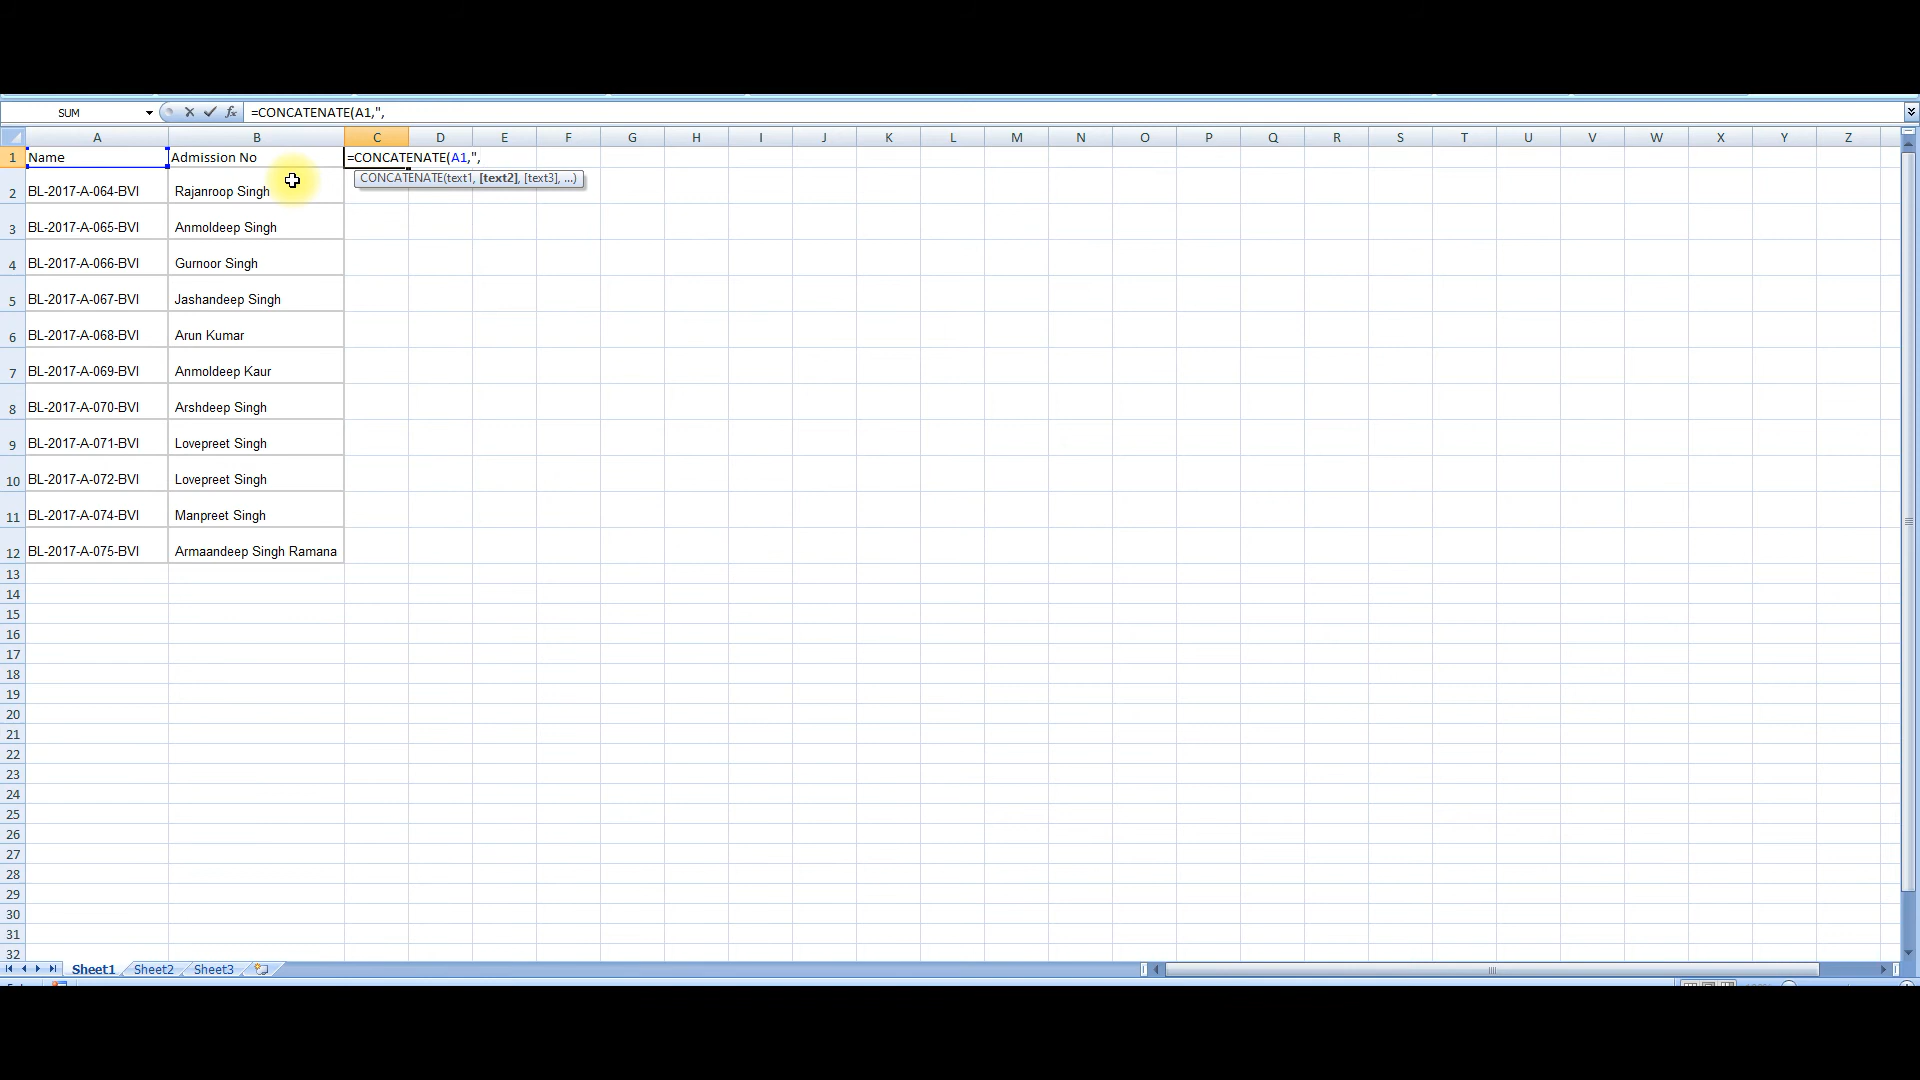 SUM =CONCATENATE(A1,",
A B C D E F G H I J K L M N O P Q R S T U V W X Y Z
1 Name Admission No =CONCATENATE(A1,",
CONCATENATE(text1, [text2], [text3], ...)
2 BL-2017-A-064-BVI Rajanroop Singh
3 BL-2017-A-065-BVI Anmoldeep Singh
4 BL-2017-A-066-BVI Gurnoor Singh
5 BL-2017-A-067-BVI Jashandeep Singh
6 BL-2017-A-068-BVI Arun Kumar
7 BL-2017-A-069-BVI Anmoldeep Kaur
8 BL-2017-A-070-BVI Arshdeep Singh
9 BL-2017-A-071-BVI Lovepreet Singh
10 BL-2017-A-072-BVI Lovepreet Singh
11 BL-2017-A-074-BVI Manpreet Singh
12 BL-2017-A-075-BVI Armaandeep Singh Ramana
13
14
15
16
17
18
19
20
21
22
23
24
25
26
27
28
29
30
31
32
Sheet1 Sheet2 Sheet3